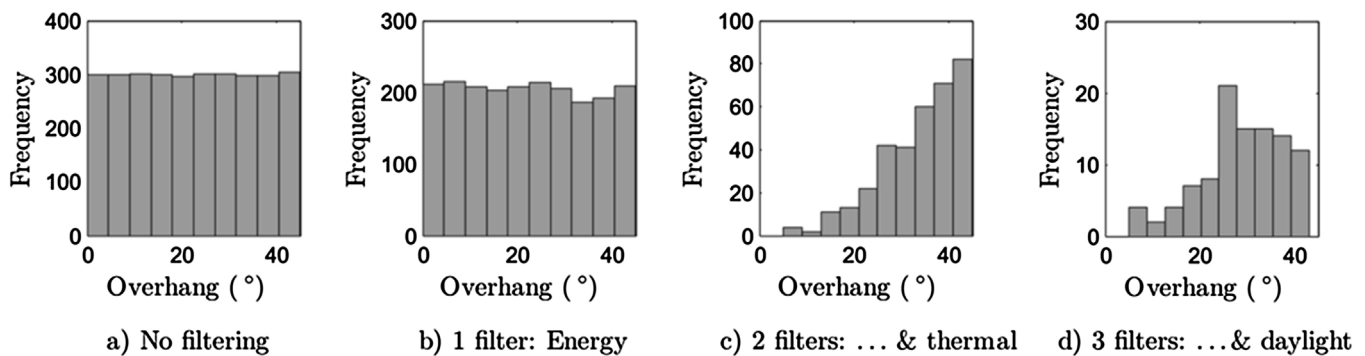 400
300
200
100
0
Frequency
0 20 40
Overhang (°)
a) No filtering
300
200
100
0
Frequency
0 20 40
Overhang (°)
b) 1 filter: Energy
100
80
60
40
20
0
Frequency
0 20 40
Overhang (°)
c) 2 filters: ... & thermal
30
20
10
0
Frequency
0 20 40
Overhang (°)
d) 3 filters: ... & daylight